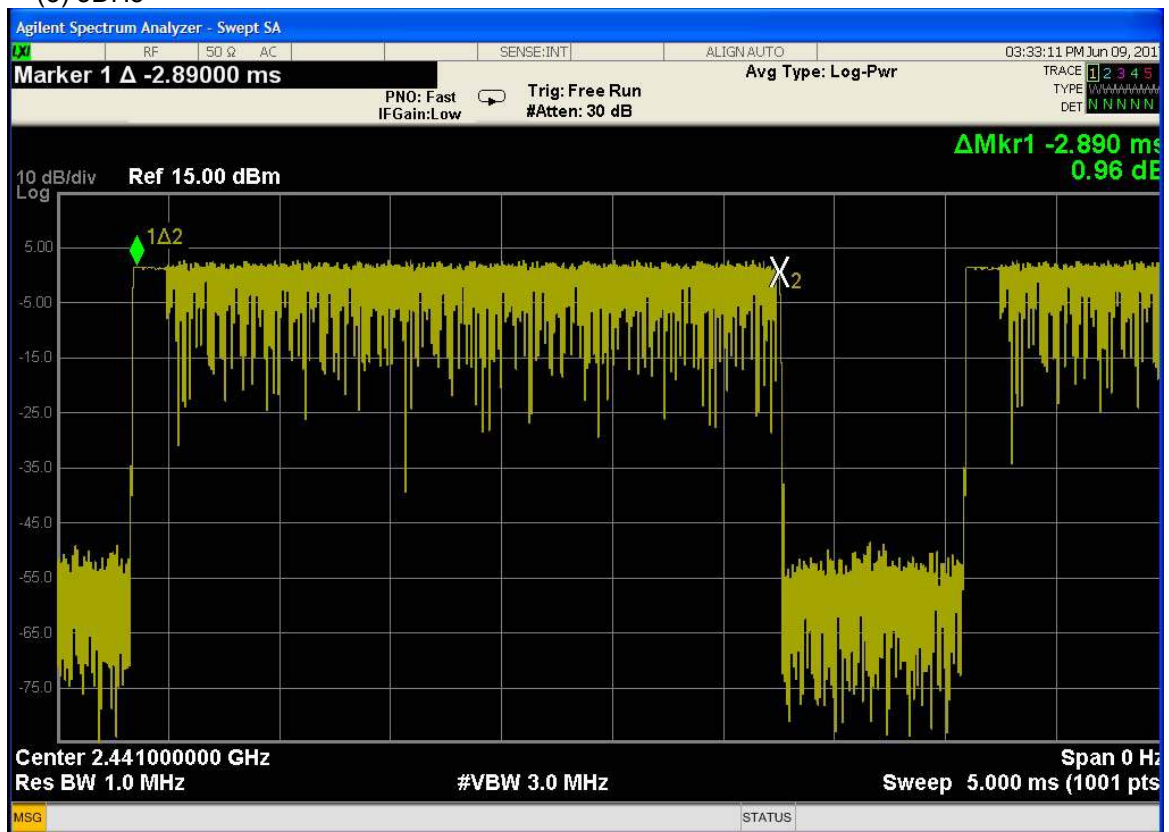 Agilent Spectrum Analyzer - Swept SA
LXI RF 50 Ω AC SENSE:INT ALIGN AUTO 03:33:11 PM Jun 09, 201
Marker 1 Δ -2.89000 ms
PNO: Fast
IFGain:Low
Trig: Free Run
#Atten: 30 dB
Avg Type: Log-Pwr
TRACE 1 2 3 4 5
TYPE
DET N N N N N
ΔMkr1 -2.890 ms
0.96 dB
10 dB/div Ref 15.00 dBm
Log
1Δ2
5.00
2
-5.00
-15.0
-25.0
-35.0
-45.0
-55.0
-65.0
-75.0
Center 2.441000000 GHz Span 0 Hz
Res BW 1.0 MHz #VBW 3.0 MHz Sweep 5.000 ms (1001 pts
MSG STATUS